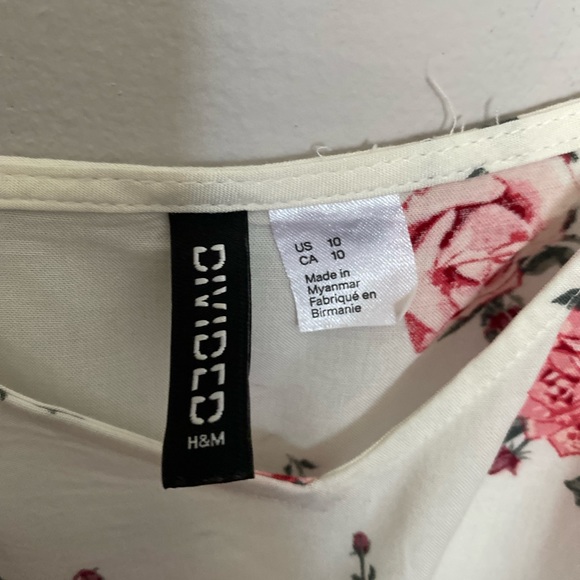 DIVIDED
H&M
US 10
CA 10
Made in
Myanmar
Fabriqué en
Birmanie